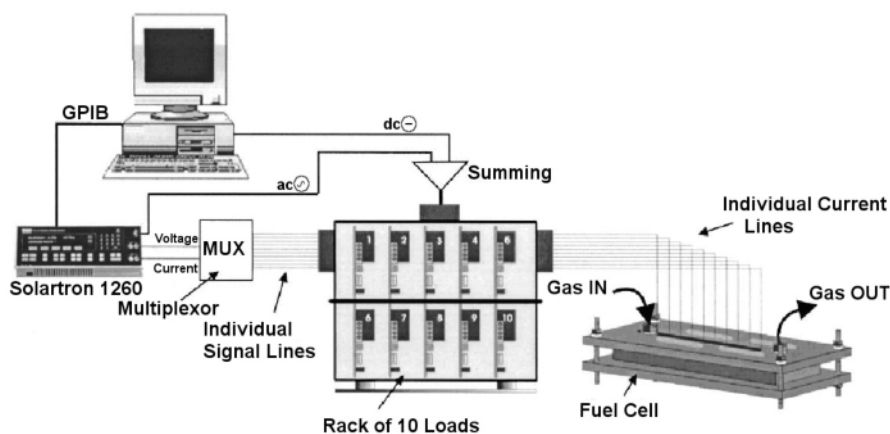 GPIB
dc
ac
Summing
Individual Current
Lines
Voltage
MUX
Current
Solartron 1260
Multiplexor
Individual
Signal Lines
1 2 3 4 5
6 7 8 9 10
Gas IN
Gas OUT
Fuel Cell
Rack of 10 Loads